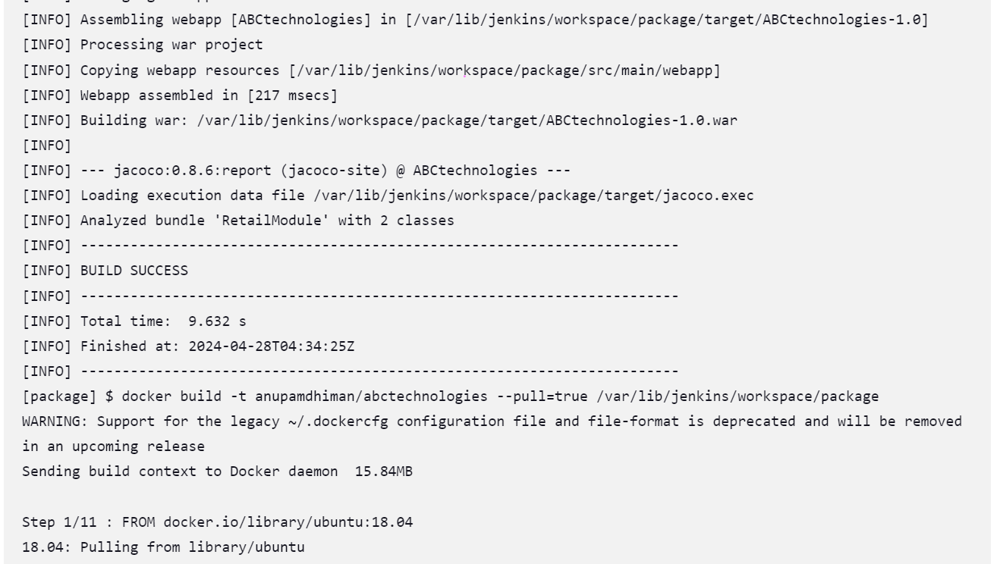 [INFO] Assembling webapp [ABCtechnologies] in [/var/lib/jenkins/workspace/package/target/ABCtechnologies-1.0]
[INFO] Processing war project
[INFO] Copying webapp resources [/var/lib/jenkins/workspace/package/src/main/webapp]
[INFO] Webapp assembled in [217 msecs]
[INFO] Building war: /var/lib/jenkins/workspace/package/target/ABCtechnologies-1.0.war
[INFO]
[INFO] --- jacoco:0.8.6:report (jacoco-site) @ ABCtechnologies ---
[INFO] Loading execution data file /var/lib/jenkins/workspace/package/target/jacoco.exec
[INFO] Analyzed bundle 'RetailModule' with 2 classes
[INFO] ------------------------------------------------------------------------
[INFO] BUILD SUCCESS
[INFO] ------------------------------------------------------------------------
[INFO] Total time:  9.632 s
[INFO] Finished at: 2024-04-28T04:34:25Z
[INFO] ------------------------------------------------------------------------
[package] $ docker build -t anupamdhiman/abctechnologies --pull=true /var/lib/jenkins/workspace/package
WARNING: Support for the legacy ~/.dockercfg configuration file and file-format is deprecated and will be removed
in an upcoming release
Sending build context to Docker daemon  15.84MB
Step 1/11 : FROM docker.io/library/ubuntu:18.04
18.04: Pulling from library/ubuntu